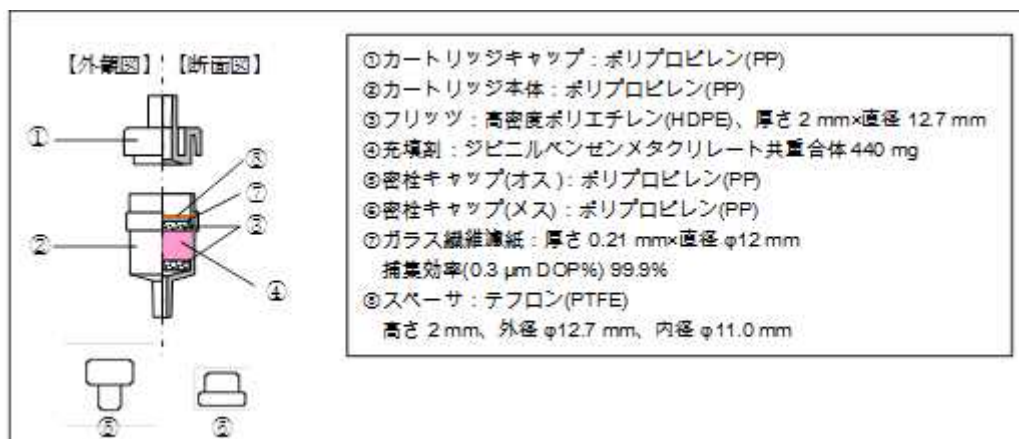 【外観図】
【断面図】
①
②
⑧
⑦
③
④
⑥
⑤
①カートリッジキャップ：ポリプロピレン(PP)
②カートリッジ本体：ポリプロピレン(PP)
③フリッツ：高密度ポリエチレン(HDPE)、厚さ 2 mm×直径 12.7 mm
④充填剤：ジビニルベンゼンメタクリレート共重合体 440 mg
⑤密栓キャップ(オス)：ポリプロピレン(PP)
⑥密栓キャップ(メス)：ポリプロピレン(PP)
⑦ガラス繊維濾紙：厚さ 0.21 mm×直径 φ12 mm
捕集効率(0.3 μm DOP%) 99.9%
⑧スペーサ：テフロン(PTFE)
高さ 2 mm、外径 φ12.7 mm、内径 φ11.0 mm